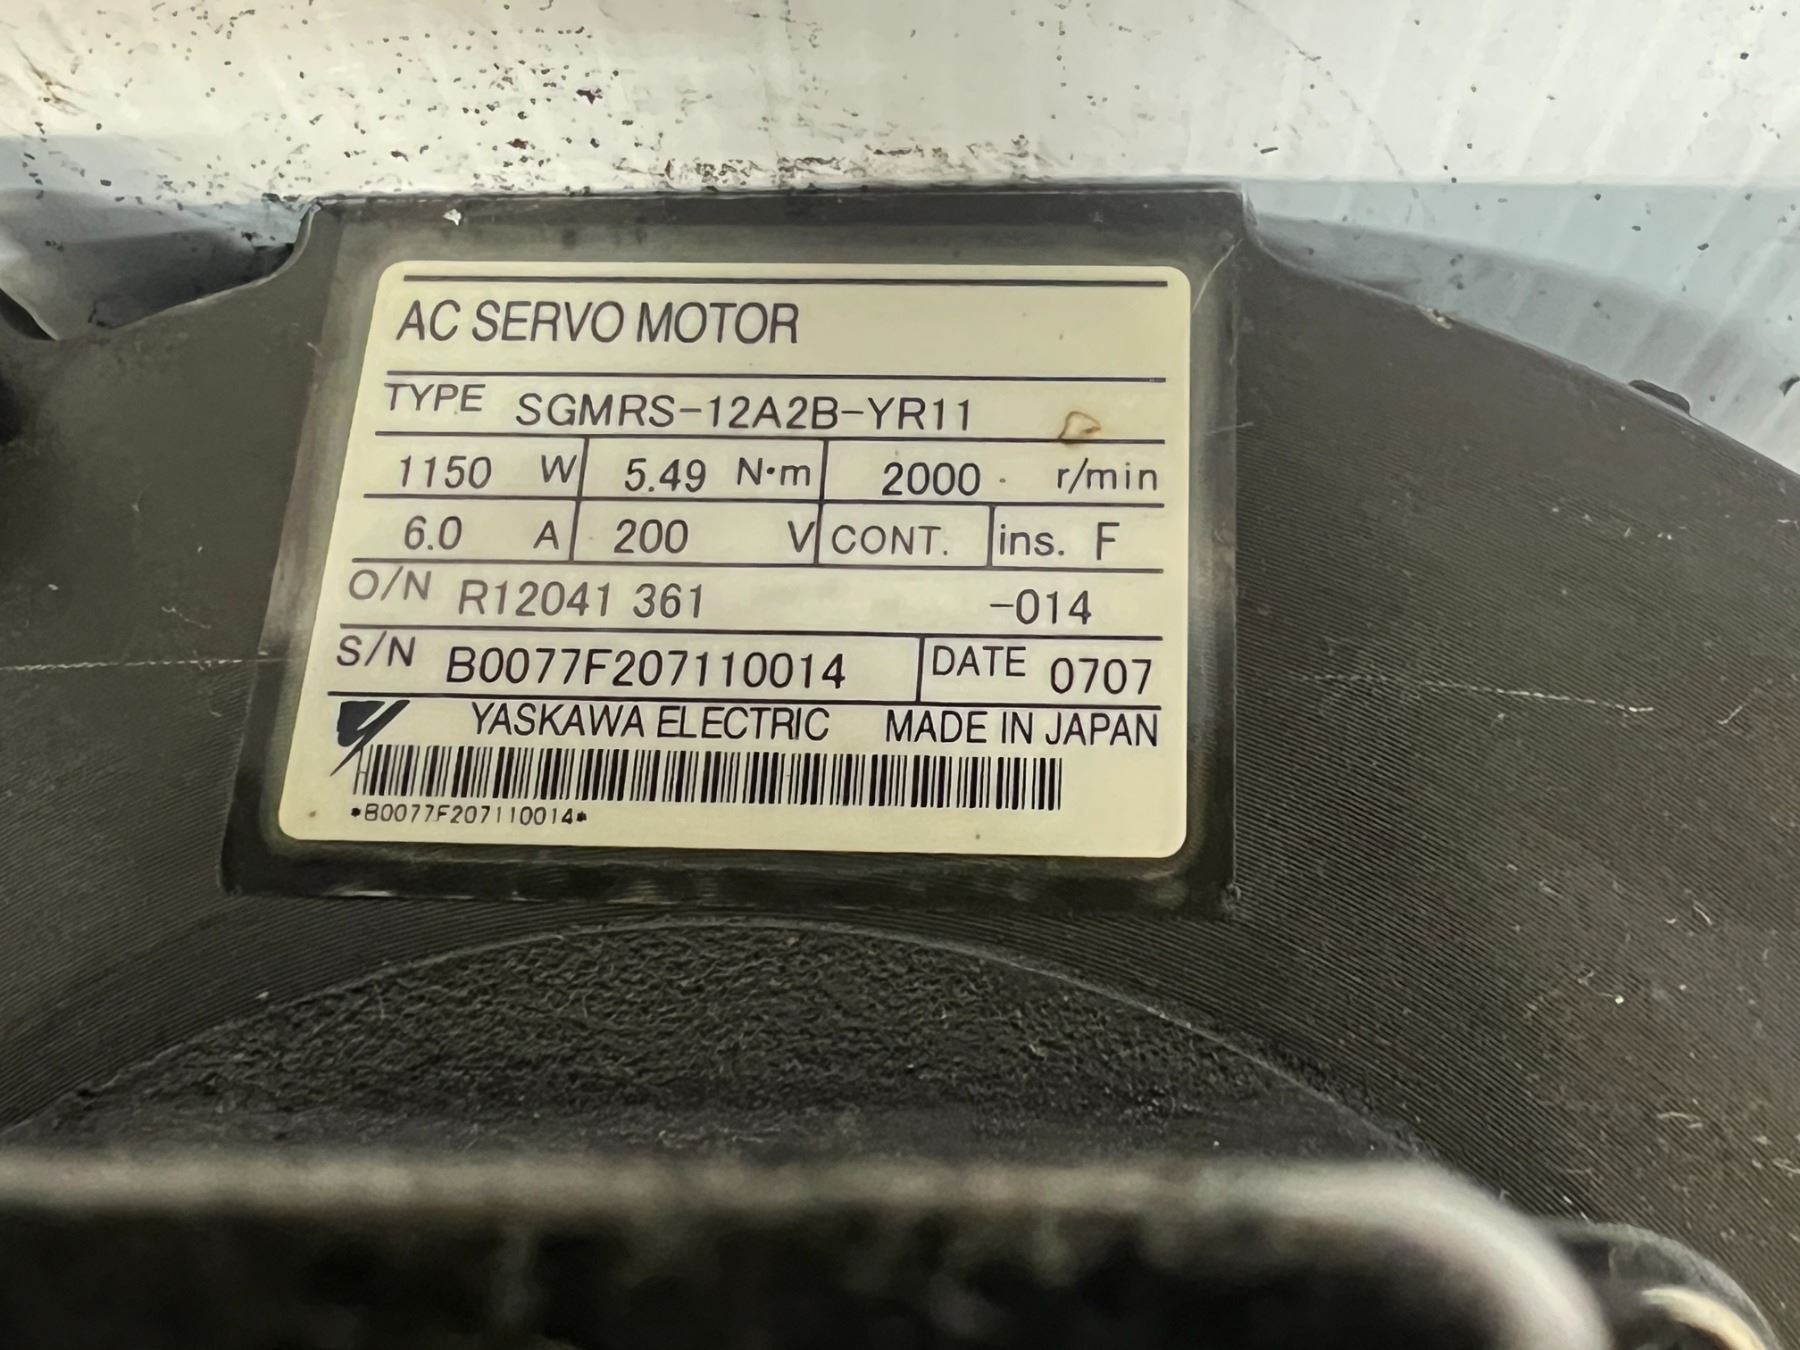 AC SERVO MOTOR
TYPE SGMRS-12A2B-YR11
1150 W 5.49 N·m 2000 r/min
6.0 A 200 V CONT. ins. F
O/N R12041 361 -014
S/N B0077F207110014 DATE 0707
YASKAWA ELECTRIC MADE IN JAPAN
*B0077F207110014*